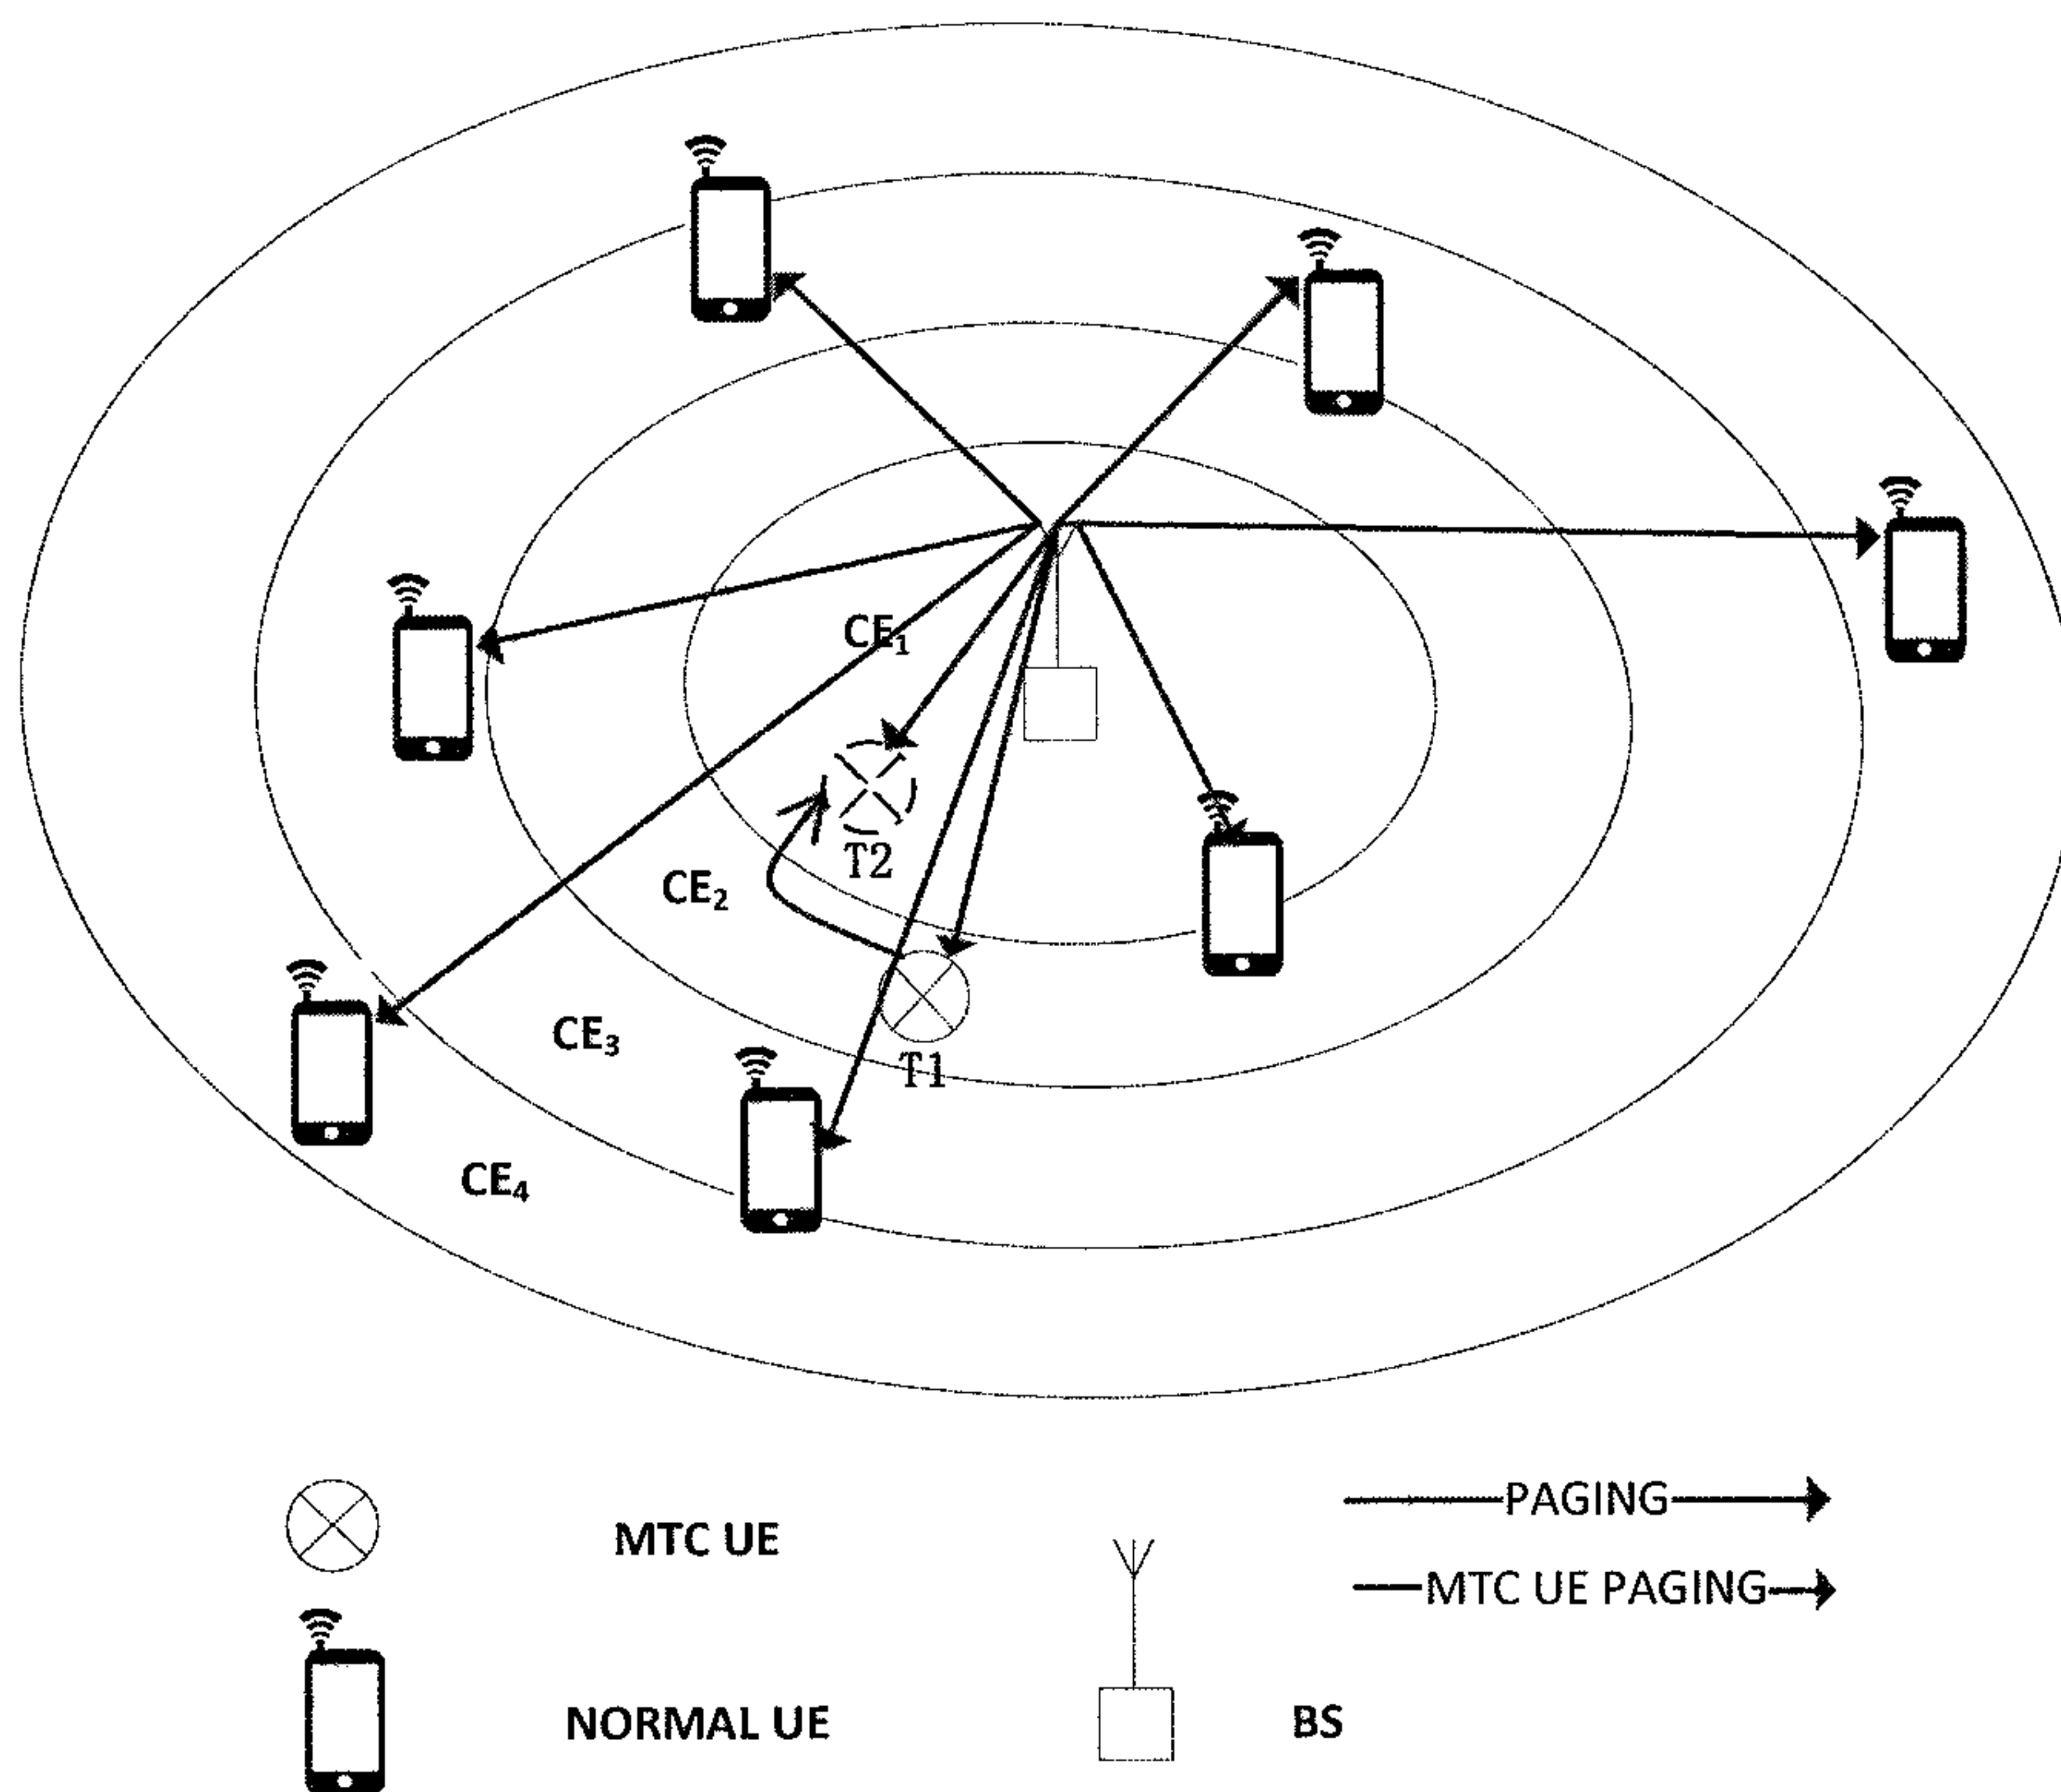 CE₁
T2
CE₂
CE₃
T1
CE₄
PAGING
MTC UE
MTC UE PAGING
NORMAL UE
BS